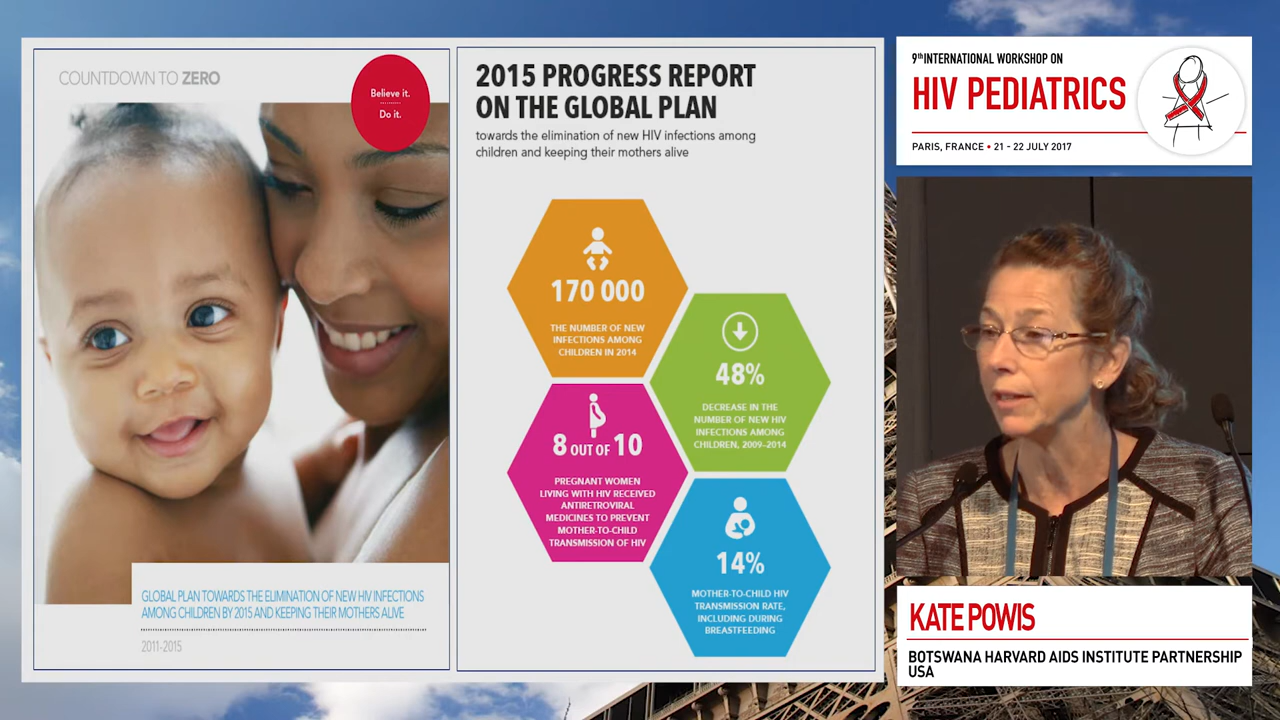 COUNTDOWN TO ZERO
Believe it.
Do it.
GLOBAL PLAN TOWARDS THE ELIMINATION OF NEW HIV INFECTIONS
AMONG CHILDREN BY 2015 AND KEEPING THEIR MOTHERS ALIVE
2011-2015
2015 PROGRESS REPORT
ON THE GLOBAL PLAN
towards the elimination of new HIV infections among
children and keeping their mothers alive
170 000
THE NUMBER OF NEW
INFECTIONS AMONG
CHILDREN IN 2014
48%
DECREASE IN THE
NUMBER OF NEW HIV
INFECTIONS AMONG
CHILDREN, 2009–2014
8 OUT OF 10
PREGNANT WOMEN
LIVING WITH HIV RECEIVED
ANTIRETROVIRAL
MEDICINES TO PREVENT
MOTHER-TO-CHILD
TRANSMISSION OF HIV
14%
MOTHER-TO-CHILD HIV
TRANSMISSION RATE,
INCLUDING DURING
BREASTFEEDING
9th INTERNATIONAL WORKSHOP ON
HIV PEDIATRICS
PARIS, FRANCE • 21 - 22 JULY 2017
KATE POWIS
BOTSWANA HARVARD AIDS INSTITUTE PARTNERSHIP
USA